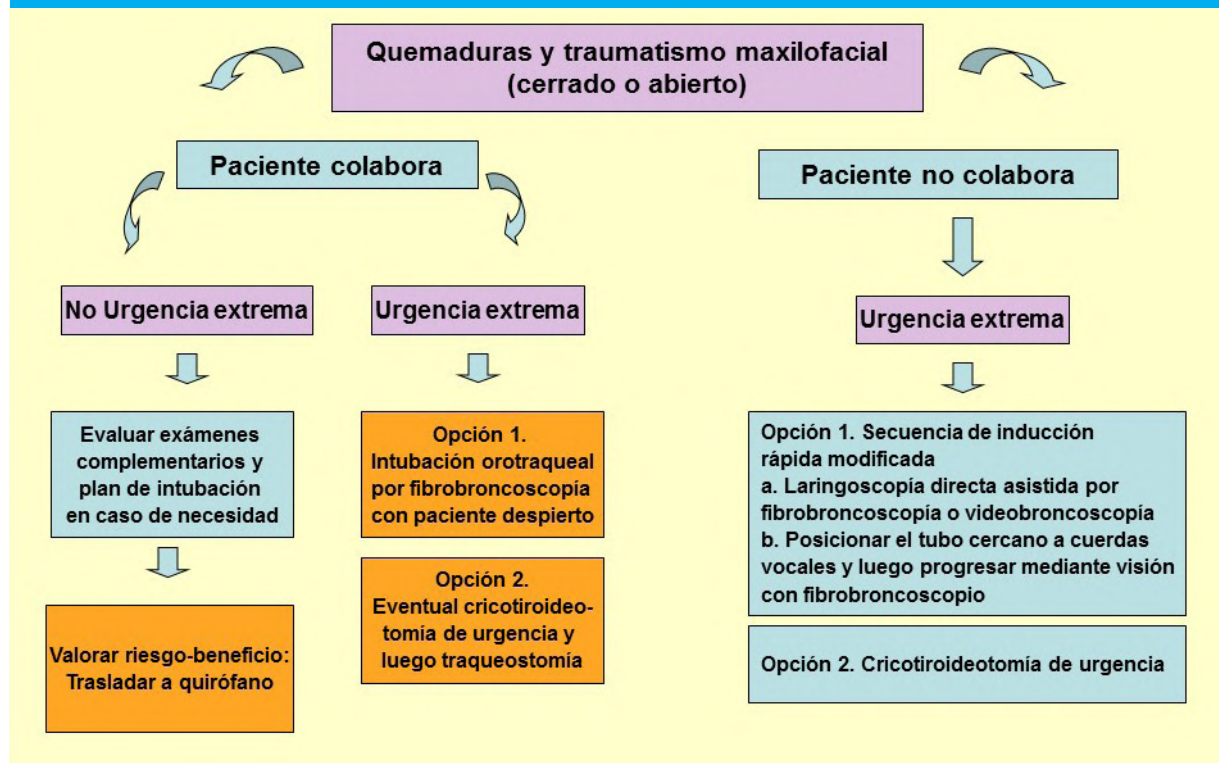 Quemaduras y traumatismo maxilofacial
(cerrado o abierto)
Paciente colabora
Paciente no colabora
No Urgencia extrema
Urgencia extrema
Urgencia extrema
Evaluar exámenes
complementarios y
plan de intubación
en caso de necesidad
Valorar riesgo-beneficio:
Trasladar a quirófano
Opción 1.
Intubación orotraqueal
por fibrobroncoscopía
con paciente despierto
Opción 2.
Eventual cricotiroideo-
tomía de urgencia y
luego traqueostomía
Opción 1. Secuencia de inducción
rápida modificada
a. Laringoscopía directa asistida por
fibrobroncoscopía o videobroncoscopía
b. Posicionar el tubo cercano a cuerdas
vocales y luego progresar mediante visión
con fibrobroncoscopio
Opción 2. Cricotiroideotomía de urgencia